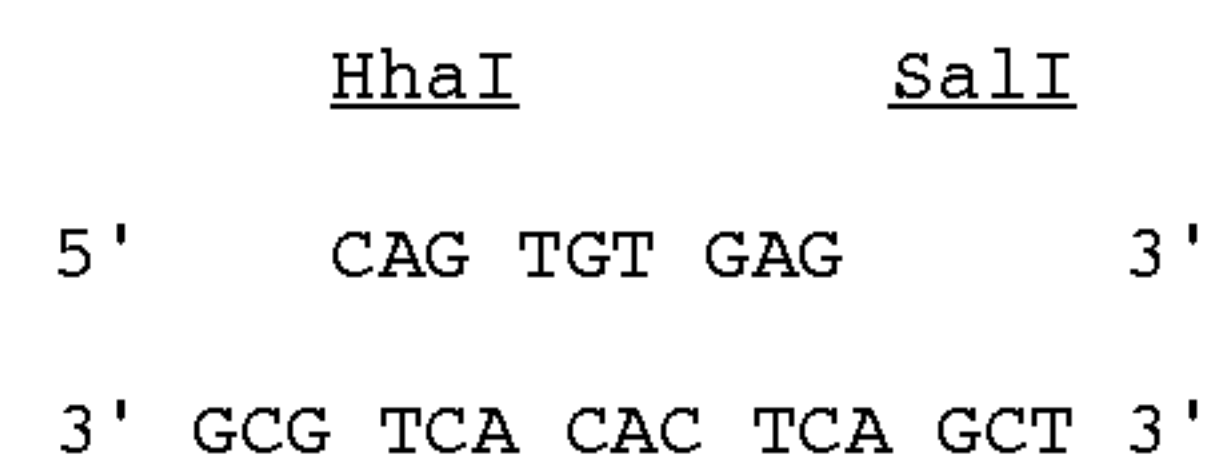 HhaI SalI
5' CAG TGT GAG 3'
3' GCG TCA CAC TCA GCT 3'